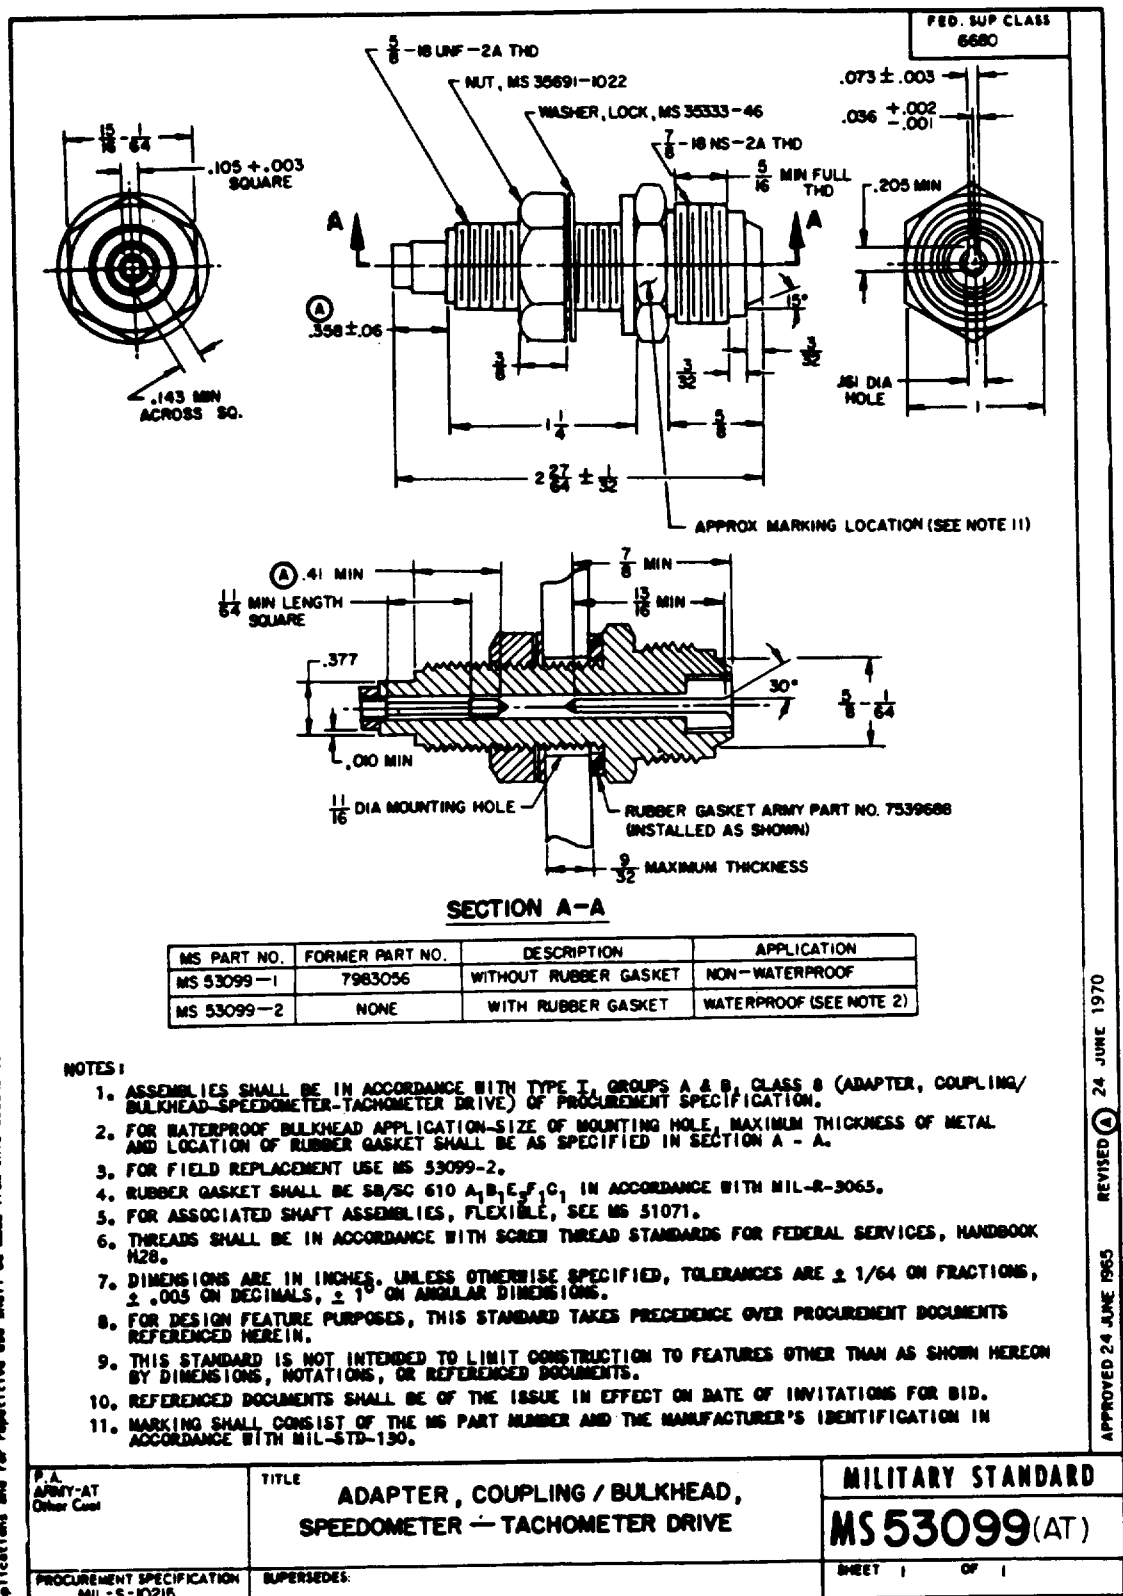 FED. SUP CLASS
6680
5/8-18 UNF-2A THD
NUT, MS 35691-1022
WASHER, LOCK, MS 35333-46
7/8-18 NS-2A THD
5/16 MIN FULL
THD
.073 ± .003
.036 +.002
-.001
.205 MIN
15/16 - 1/64
.105 +.003
SQUARE
A
A
A
.358 ± .06
15°
.143 MIN
ACROSS SQ.
3/8
3/32
3/32
.161 DIA
HOLE
1
1 1/4
5/8
2 27/64 ± 1/32
APPROX MARKING LOCATION (SEE NOTE 11)
A .41 MIN
7/8 MIN
11/64 MIN LENGTH
SQUARE
13/16 MIN
.377
30°
5/8 - 1/64
.010 MIN
11/16 DIA MOUNTING HOLE
RUBBER GASKET ARMY PART NO. 7539688
(INSTALLED AS SHOWN)
9/32 MAXIMUM THICKNESS
SECTION A-A
MS PART NO. FORMER PART NO. DESCRIPTION APPLICATION
MS 53099-1 7983056 WITHOUT RUBBER GASKET NON-WATERPROOF
MS 53099-2 NONE WITH RUBBER GASKET WATERPROOF (SEE NOTE 2)
NOTES:
1. ASSEMBLIES SHALL BE IN ACCORDANCE WITH TYPE I, GROUPS A & B, CLASS 8 (ADAPTER, COUPLING/
BULKHEAD-SPEEDOMETER-TACHOMETER DRIVE) OF PROCUREMENT SPECIFICATION.
2. FOR WATERPROOF BULKHEAD APPLICATION-SIZE OF MOUNTING HOLE, MAXIMUM THICKNESS OF METAL
AND LOCATION OF RUBBER GASKET SHALL BE AS SPECIFIED IN SECTION A - A.
3. FOR FIELD REPLACEMENT USE MS 53099-2.
4. RUBBER GASKET SHALL BE SB/SC 610 A1B1E3F1C1 IN ACCORDANCE WITH MIL-R-3065.
5. FOR ASSOCIATED SHAFT ASSEMBLIES, FLEXIBLE, SEE MS 51071.
6. THREADS SHALL BE IN ACCORDANCE WITH SCREW THREAD STANDARDS FOR FEDERAL SERVICES, HANDBOOK
H28.
7. DIMENSIONS ARE IN INCHES. UNLESS OTHERWISE SPECIFIED, TOLERANCES ARE ± 1/64 ON FRACTIONS,
± .005 ON DECIMALS, ± 1° ON ANGULAR DIMENSIONS.
8. FOR DESIGN FEATURE PURPOSES, THIS STANDARD TAKES PRECEDENCE OVER PROCUREMENT DOCUMENTS
REFERENCED HEREIN.
9. THIS STANDARD IS NOT INTENDED TO LIMIT CONSTRUCTION TO FEATURES OTHER THAN AS SHOWN HEREON
BY DIMENSIONS, NOTATIONS, OR REFERENCED DOCUMENTS.
10. REFERENCED DOCUMENTS SHALL BE OF THE ISSUE IN EFFECT ON DATE OF INVITATIONS FOR BID.
11. MARKING SHALL CONSIST OF THE MS PART NUMBER AND THE MANUFACTURER'S IDENTIFICATION IN
ACCORDANCE WITH MIL-STD-130.
APPROVED 24 JUNE 1965 REVISED A 24 JUNE 1970
P.A.
ARMY-AT
Other Cust
TITLE
ADAPTER, COUPLING / BULKHEAD,
SPEEDOMETER — TACHOMETER DRIVE
MILITARY STANDARD
MS 53099 (AT)
PROCUREMENT SPECIFICATION
MIL-S-10215
SUPERSEDES:
SHEET 1 OF 1